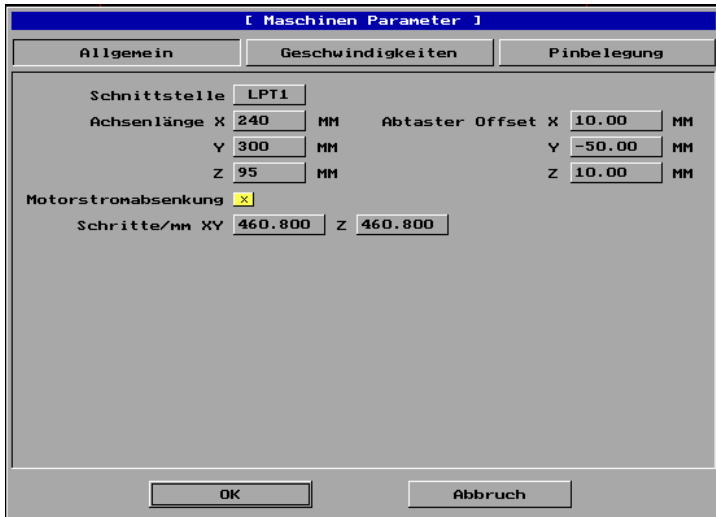 [ Maschinen Parameter ]
Allgemein Geschwindigkeiten Pinbelegung
Schnittstelle LPT1
Achsenlänge X 240 MM Abtaster Offset X 10.00 MM
Y 300 MM Y -50.00 MM
Z 95 MM Z 10.00 MM
Motorstromabsenkung x
Schritte/mm XY 460.800 Z 460.800
OK Abbruch